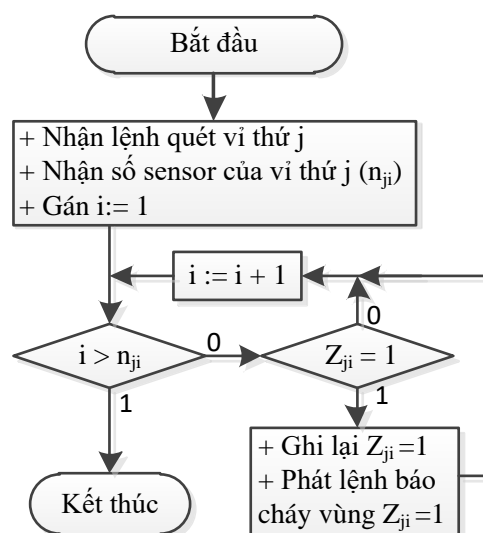 Bắt đầu
+ Nhận lệnh quét vỉ thứ j
+ Nhận số sensor của vỉ thứ j (nji)
+ Gán i:= 1
i := i + 1
i > nji
0
Zji = 1
0
1
1
+ Ghi lại Zji =1
+ Phát lệnh báo
cháy vùng Zji =1
Kết thúc